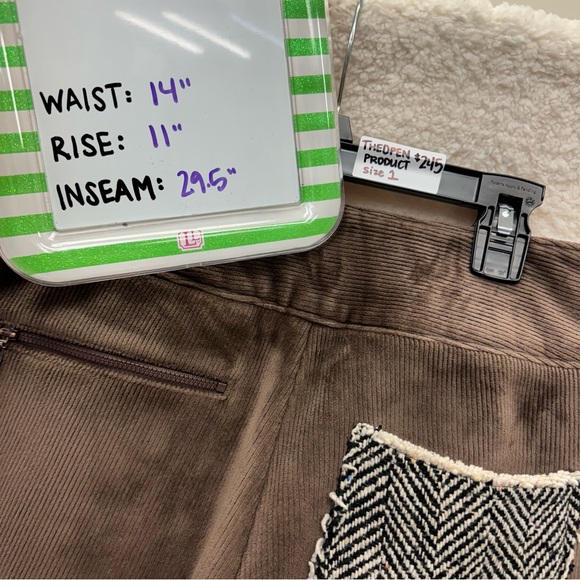 WAIST: 14"
RISE: 11"
INSEAM: 29.5"
THEOPEN $245
PRODUCT
size 1